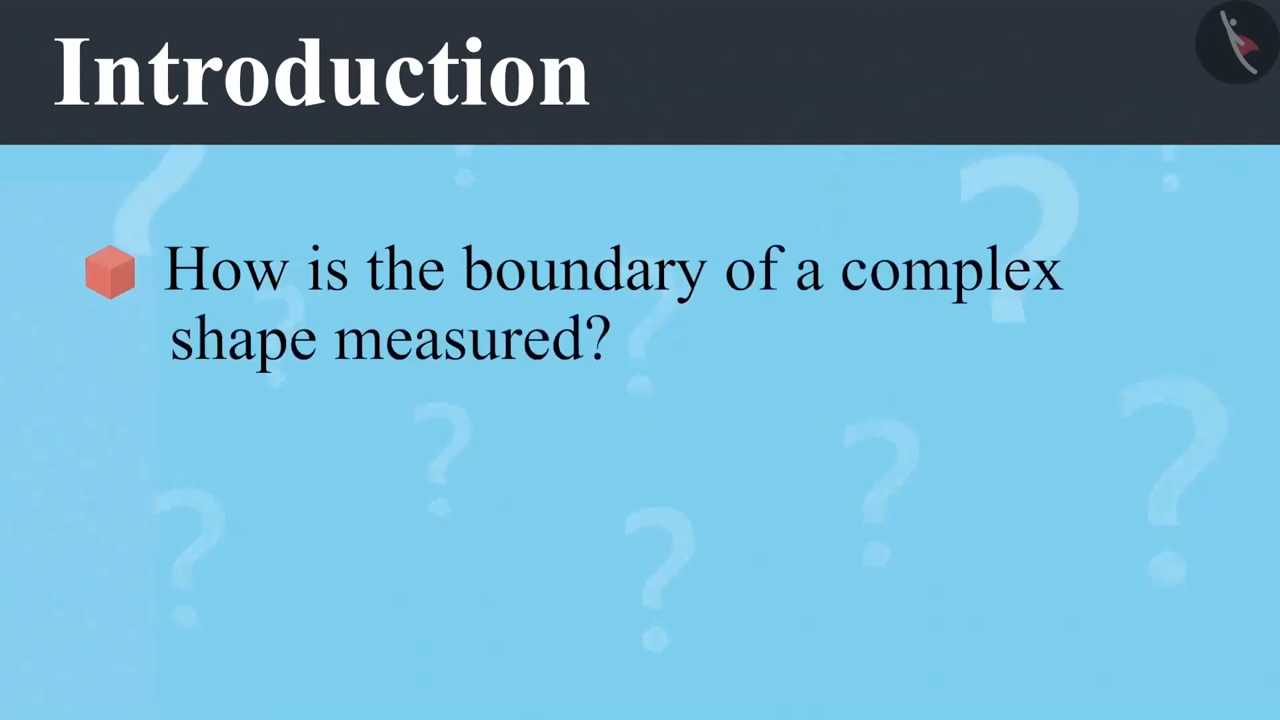 Introduction
How is the boundary of a complex
shape measured?